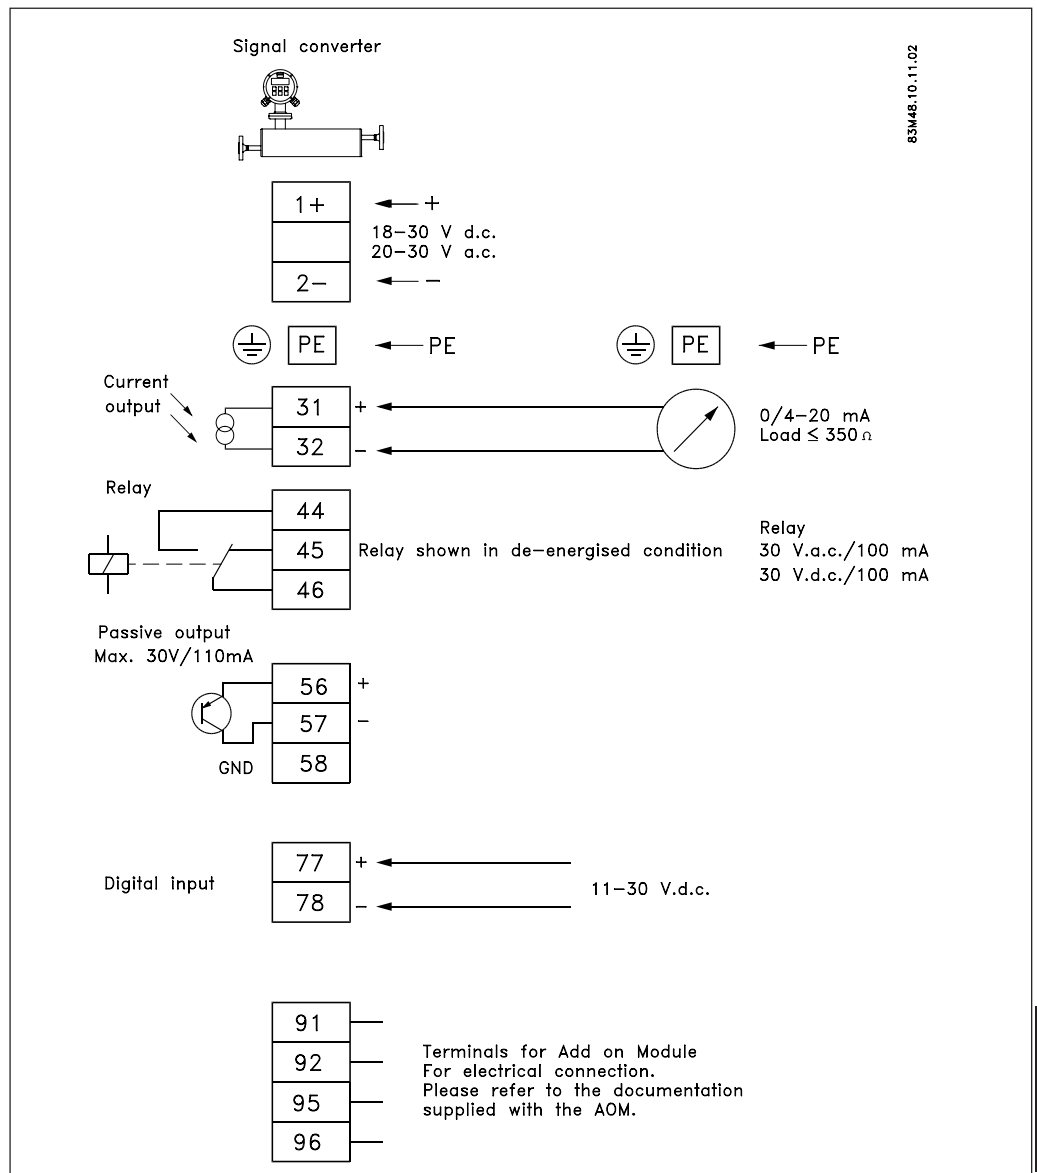 Signal converter
83M48.10.11.02
1+
+
18-30 V d.c.
20-30 V a.c.
2-
-
PE
PE
PE
PE
Current
output
31
+
32
-
0/4-20 mA
Load ≤ 350 Ω
Relay
44
45
46
Relay shown in de-energised condition
Relay
30 V.a.c./100 mA
30 V.d.c./100 mA
Passive output
Max. 30V/110mA
56
+
57
-
58
GND
Digital input
77
+
78
-
11-30 V.d.c.
91
92
95
96
Terminals for Add on Module
For electrical connection.
Please refer to the documentation
supplied with the AOM.